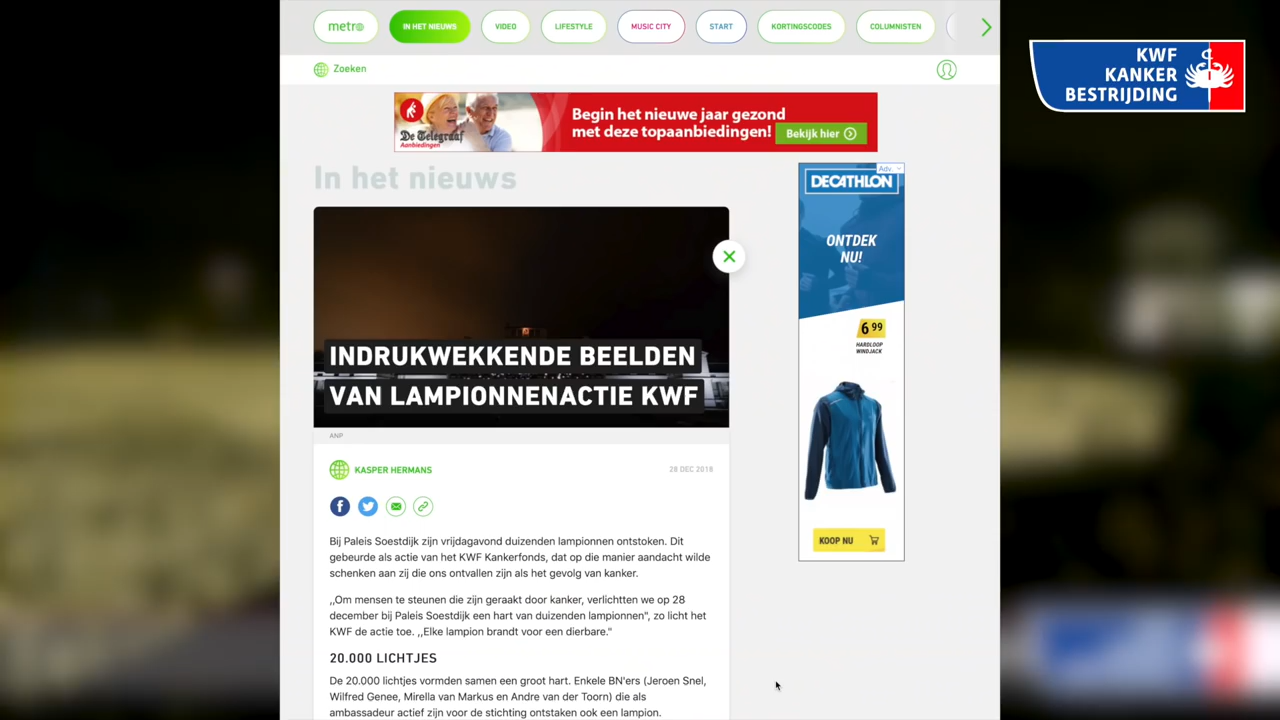 metro
IN HET NIEUWS
VIDEO
LIFESTYLE
MUSIC CITY
START
KORTINGSCODES
COLUMNISTEN
KWF
KANKER
BESTRIJDING
Zoeken
De Telegraaf
Aanbiedingen
Begin het nieuwe jaar gezond
met deze topaanbiedingen!
Bekijk hier
In het nieuws
Adv.
DECATHLON
ONTDEK
NU!
6 99
HARDLOOP
WINDJACK
KOOP NU
INDRUKWEKKENDE BEELDEN
VAN LAMPIONNENACTIE KWF
ANP
KASPER HERMANS
28 DEC 2018
Bij Paleis Soestdijk zijn vrijdagavond duizenden lampionnen ontstoken. Dit
gebeurde als actie van het KWF Kankerfonds, dat op die manier aandacht wilde
schenken aan zij die ons ontvallen zijn als het gevolg van kanker.
,,Om mensen te steunen die zijn geraakt door kanker, verlichtten we op 28
december bij Paleis Soestdijk een hart van duizenden lampionnen", zo licht het
KWF de actie toe. ,,Elke lampion brandt voor een dierbare."
20.000 LICHTJES
De 20.000 lichtjes vormden samen een groot hart. Enkele BN'ers (Jeroen Snel,
Wilfred Genee, Mirella van Markus en Andre van der Toorn) die als
ambassadeur actief zijn voor de stichting ontstaken ook een lampion.